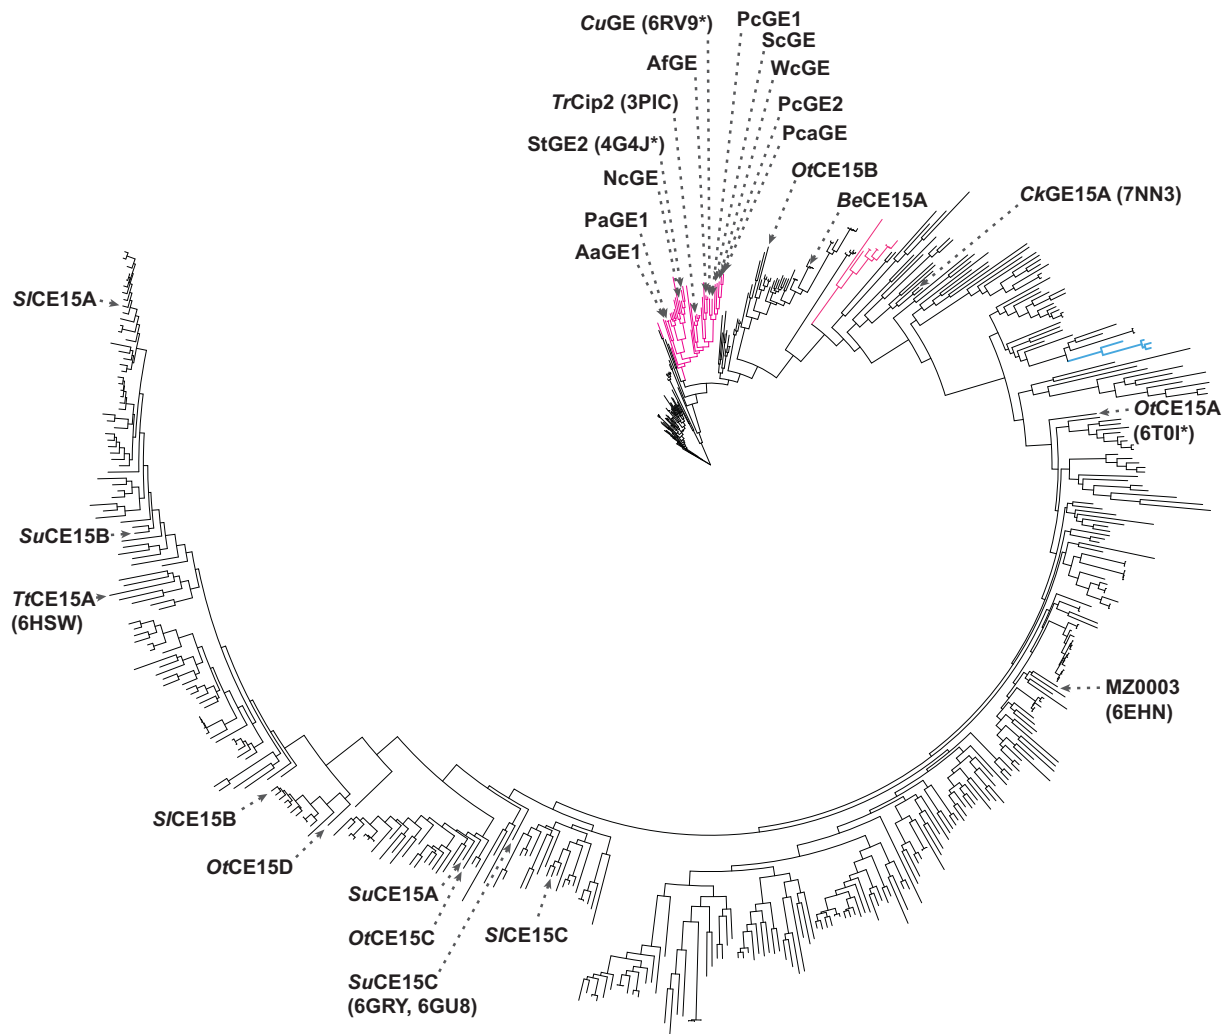 CuGE (6RV9*)
PcGE1
ScGE
AfGE
WcGE
TrCip2 (3PIC)
PcGE2
StGE2 (4G4J*)
PcaGE
NcGE
OtCE15B
BeCE15A
CkGE15A (7NN3)
PaGE1
AaGE1
SlCE15A
OtCE15A
(6T0I*)
SuCE15B
TtCE15A
(6HSW)
MZ0003
(6EHN)
SlCE15B
OtCE15D
SuCE15A
OtCE15C
SlCE15C
SuCE15C
(6GRY, 6GU8)